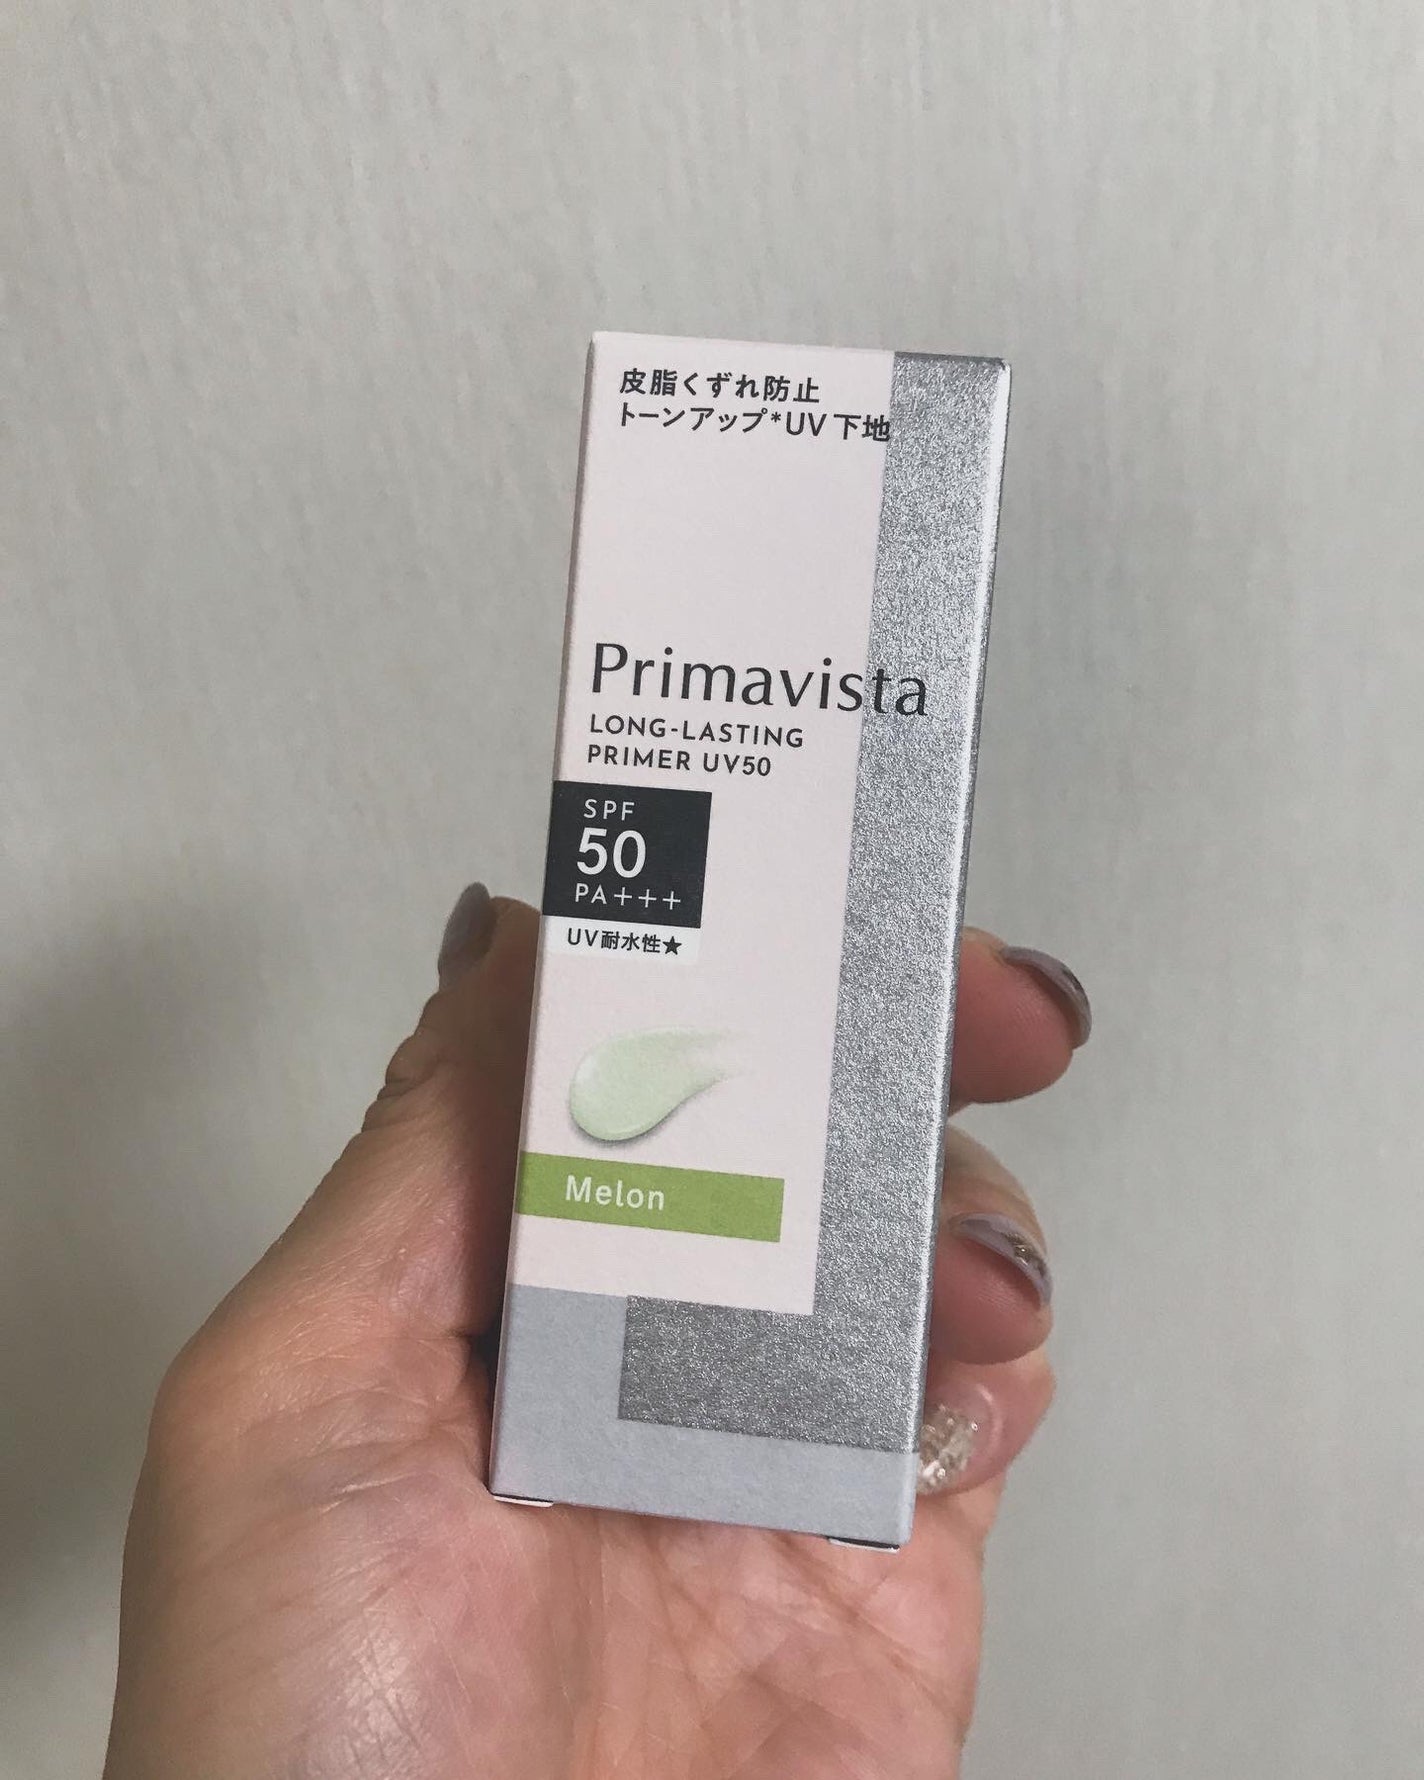 皮脂くずれ防止
トーンアップ*UV下地
Primavista
LONG-LASTING
PRIMER UV50
SPF
50
PA+++
UV耐水性★
Melon